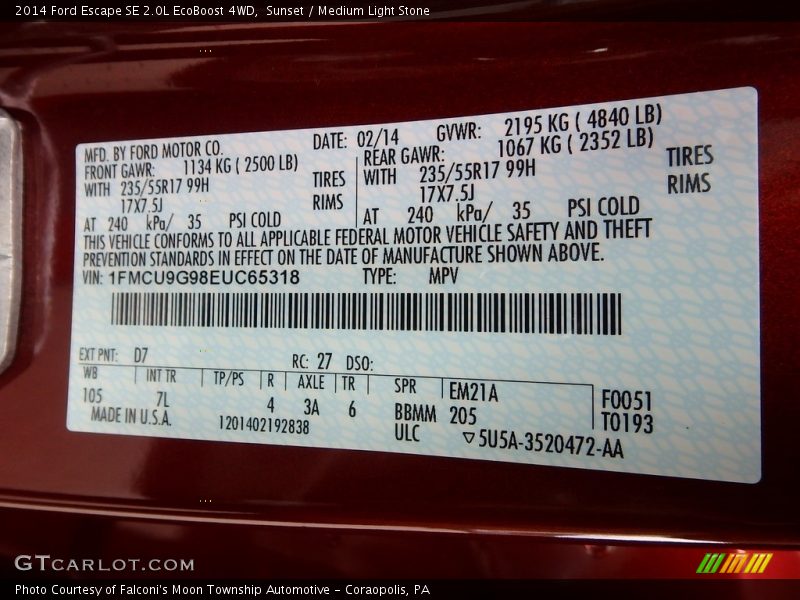 2014 Ford Escape SE 2.0L EcoBoost 4WD,  Sunset / Medium Light Stone
MFD. BY FORD MOTOR CO. DATE: 02/14 GVWR: 2195 KG ( 4840 LB)
FRONT GAWR: 1134 KG ( 2500 LB) REAR GAWR: 1067 KG ( 2352 LB)
WITH 235/55R17 99H TIRES WITH 235/55R17 99H TIRES
17X7.5J RIMS 17X7.5J RIMS
AT 240 kPa/ 35 PSI COLD AT 240 kPa/ 35 PSI COLD
THIS VEHICLE CONFORMS TO ALL APPLICABLE FEDERAL MOTOR VEHICLE SAFETY AND THEFT
PREVENTION STANDARDS IN EFFECT ON THE DATE OF MANUFACTURE SHOWN ABOVE.
VIN: 1FMCU9G98EUC65318 TYPE: MPV
EXT PNT: D7 RC: 27 DSO:
WB INT TR TP/PS R AXLE TR SPR EM21A F0051
105 7L 4 3A 6 BBMM 205 T0193
MADE IN U.S.A. 1201402192838 ULC ▽5U5A-3520472-AA
GTCARLOT.COM
Photo Courtesy of Falconi's Moon Township Automotive - Coraopolis, PA